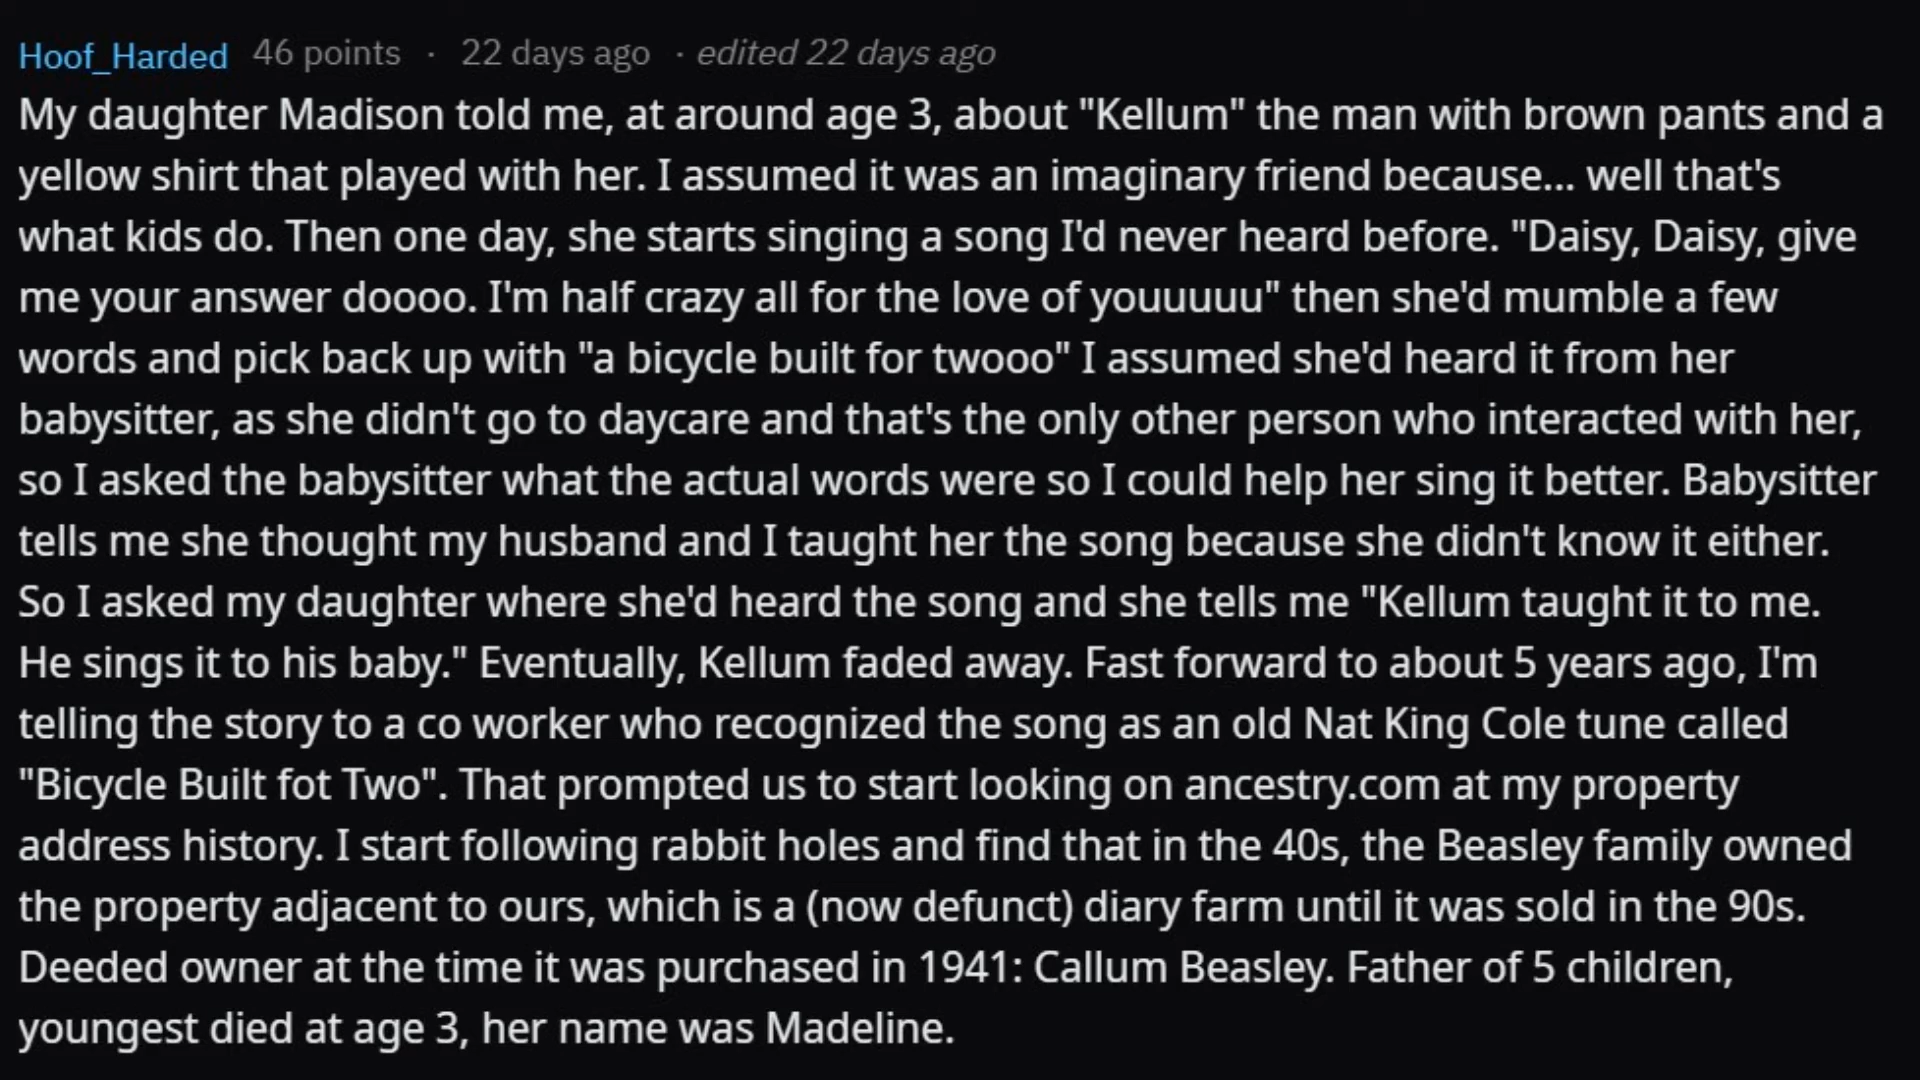 Hoof_Harded 46 points · 22 days ago · edited 22 days ago
My daughter Madison told me, at around age 3, about "Kellum" the man with brown pants and a
yellow shirt that played with her. I assumed it was an imaginary friend because... well that's
what kids do. Then one day, she starts singing a song I'd never heard before. "Daisy, Daisy, give
me your answer doooo. I'm half crazy all for the love of youuuuu" then she'd mumble a few
words and pick back up with "a bicycle built for twooo" I assumed she'd heard it from her
babysitter, as she didn't go to daycare and that's the only other person who interacted with her,
so I asked the babysitter what the actual words were so I could help her sing it better. Babysitter
tells me she thought my husband and I taught her the song because she didn't know it either.
So I asked my daughter where she'd heard the song and she tells me "Kellum taught it to me.
He sings it to his baby." Eventually, Kellum faded away. Fast forward to about 5 years ago, I'm
telling the story to a co worker who recognized the song as an old Nat King Cole tune called
"Bicycle Built fot Two". That prompted us to start looking on ancestry.com at my property
address history. I start following rabbit holes and find that in the 40s, the Beasley family owned
the property adjacent to ours, which is a (now defunct) diary farm until it was sold in the 90s.
Deeded owner at the time it was purchased in 1941: Callum Beasley. Father of 5 children,
youngest died at age 3, her name was Madeline.